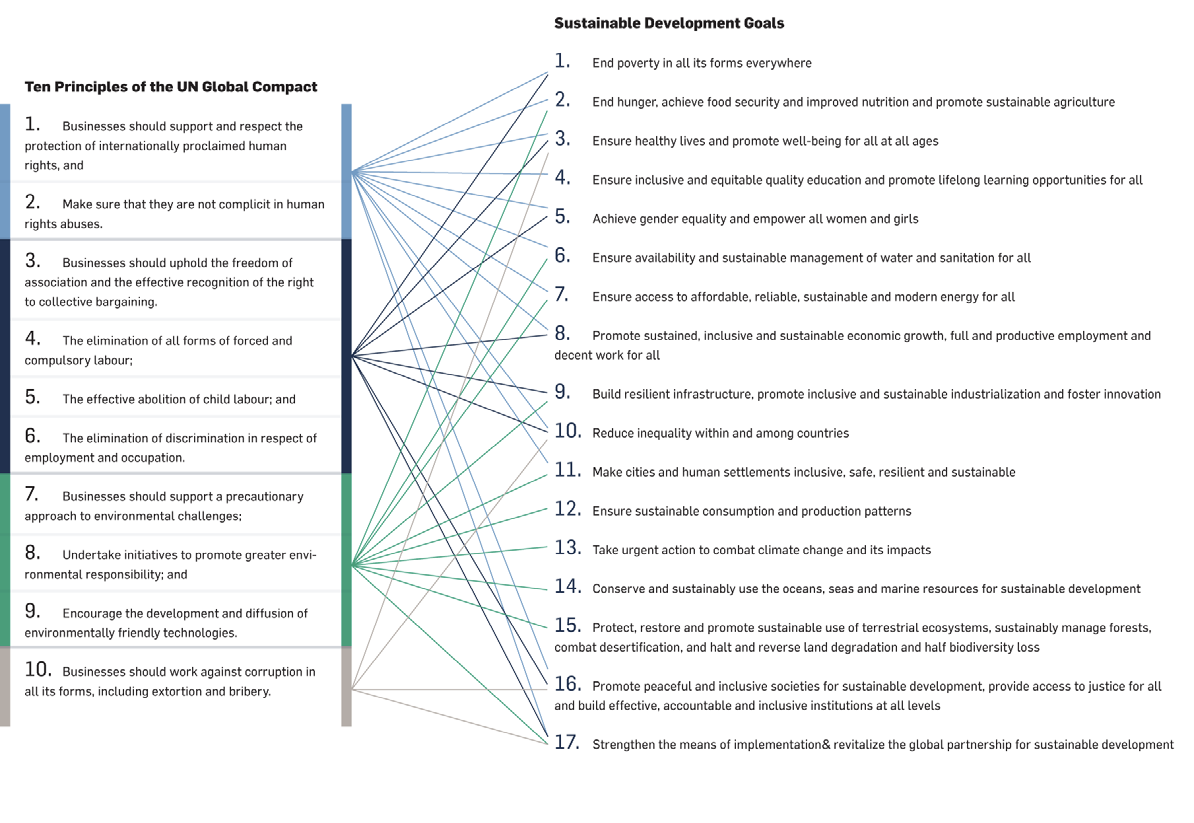 Sustainable Development Goals
Ten Principles of the UN Global Compact
1. Businesses should support and respect the
protection of internationally proclaimed human
rights, and
2. Make sure that they are not complicit in human
rights abuses.
3. Businesses should uphold the freedom of
association and the effective recognition of the right
to collective bargaining.
4. The elimination of all forms of forced and
compulsory labour;
5. The effective abolition of child labour; and
6. The elimination of discrimination in respect of
employment and occupation.
7. Businesses should support a precautionary
approach to environmental challenges;
8. Undertake initiatives to promote greater envi-
ronmental responsibility; and
9. Encourage the development and diffusion of
environmentally friendly technologies.
10. Businesses should work against corruption in
all its forms, including extortion and bribery.
1. End poverty in all its forms everywhere
2. End hunger, achieve food security and improved nutrition and promote sustainable agriculture
3. Ensure healthy lives and promote well-being for all at all ages
4. Ensure inclusive and equitable quality education and promote lifelong learning opportunities for all
5. Achieve gender equality and empower all women and girls
6. Ensure availability and sustainable management of water and sanitation for all
7. Ensure access to affordable, reliable, sustainable and modern energy for all
8. Promote sustained, inclusive and sustainable economic growth, full and productive employment and
decent work for all
9. Build resilient infrastructure, promote inclusive and sustainable industrialization and foster innovation
10. Reduce inequality within and among countries
11. Make cities and human settlements inclusive, safe, resilient and sustainable
12. Ensure sustainable consumption and production patterns
13. Take urgent action to combat climate change and its impacts
14. Conserve and sustainably use the oceans, seas and marine resources for sustainable development
15. Protect, restore and promote sustainable use of terrestrial ecosystems, sustainably manage forests,
combat desertification, and halt and reverse land degradation and half biodiversity loss
16. Promote peaceful and inclusive societies for sustainable development, provide access to justice for all
and build effective, accountable and inclusive institutions at all levels
17. Strengthen the means of implementation& revitalize the global partnership for sustainable development